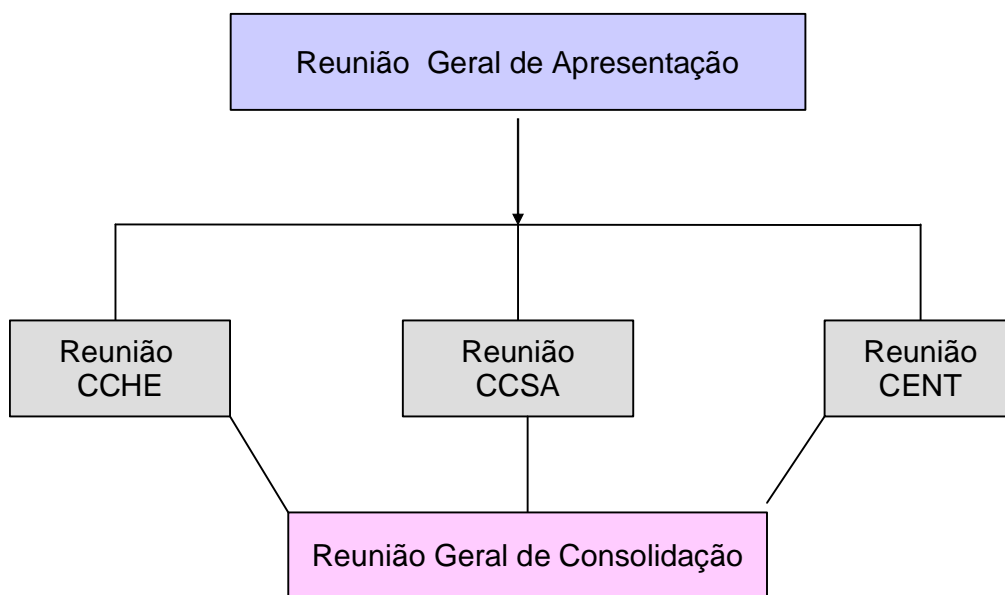 Reunião Geral de Apresentação
Reunião
CCHE
Reunião
CCSA
Reunião
CENT
Reunião Geral de Consolidação